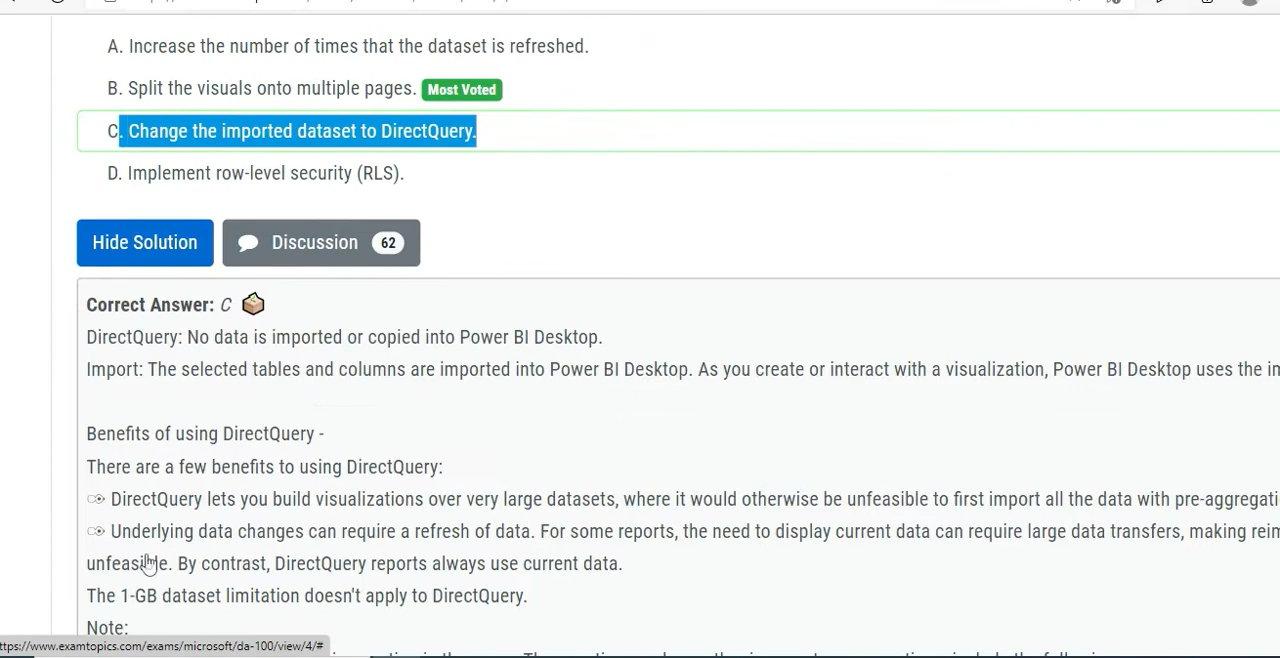 A. Increase the number of times that the dataset is refreshed.
B. Split the visuals onto multiple pages. Most Voted
C. Change the imported dataset to DirectQuery.
D. Implement row-level security (RLS).
Hide Solution Discussion 62
Correct Answer: C
DirectQuery: No data is imported or copied into Power BI Desktop.
Import: The selected tables and columns are imported into Power BI Desktop. As you create or interact with a visualization, Power BI Desktop uses the
Benefits of using DirectQuery -
There are a few benefits to using DirectQuery:
DirectQuery lets you build visualizations over very large datasets, where it would otherwise be unfeasible to first import all the data with
Underlying data changes can require a refresh of data. For some reports, the need to display current data can require large data transfers, making
unfeasible. By contrast, DirectQuery reports always use current data.
The 1-GB dataset limitation doesn't apply to DirectQuery.
Note:
ttps://www.examtopics.com/exams/microsoft/da-100/view/4/#